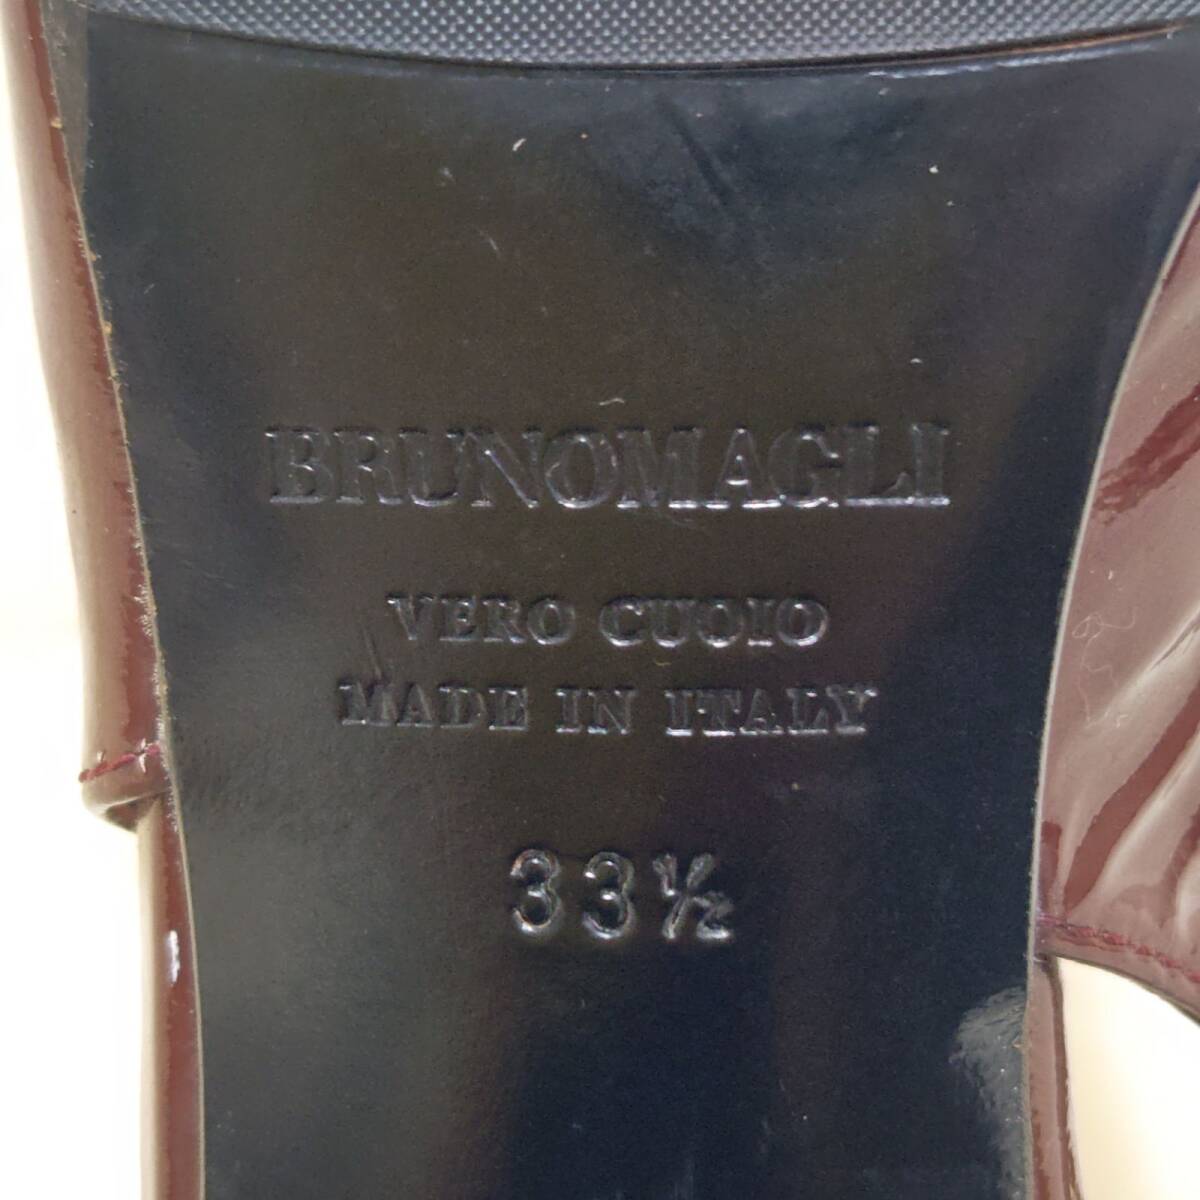 BRUNOMAGLI
VERO CUOIO
MADE IN ITALY
33½